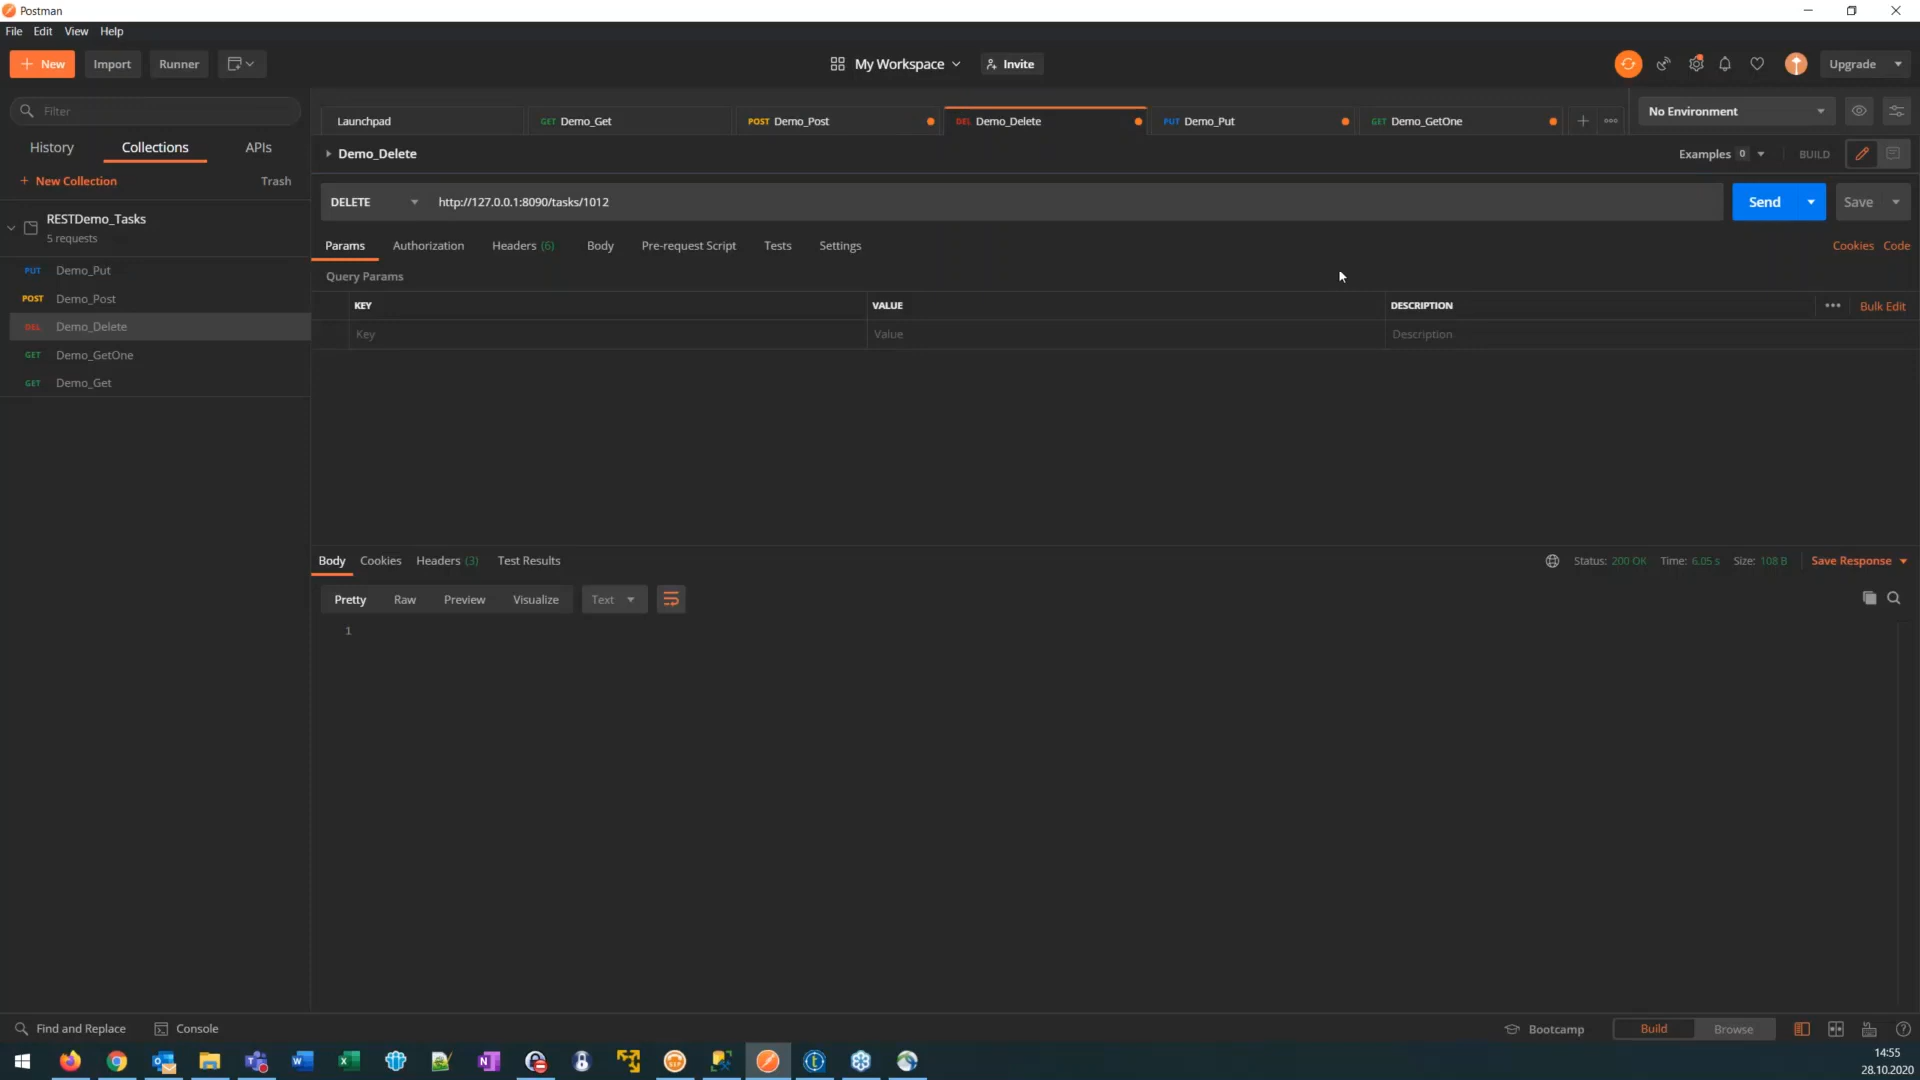 Postman
File Edit View Help
+ New Import Runner My Workspace Invite Upgrade
Filter
Launchpad GET Demo_Get POST Demo_Post DEL Demo_Delete PUT Demo_Put GET Demo_GetOne No Environment
History Collections APIs
Demo_Delete Examples 0 BUILD
+ New Collection Trash
DELETE http://127.0.0.1:8090/tasks/1012 Send Save
RESTDemo_Tasks
5 requests
Params Authorization Headers (6) Body Pre-request Script Tests Settings Cookies Code
PUT Demo_Put
Query Params
POST Demo_Post
KEY VALUE DESCRIPTION Bulk Edit
DEL Demo_Delete
Key Value Description
GET Demo_GetOne
GET Demo_Get
Body Cookies Headers (3) Test Results Status: 200 OK Time: 6.05 s Size: 108 B Save Response
Pretty Raw Preview Visualize Text
1
Find and Replace Console Bootcamp Build Browse
14:55
28.10.2020